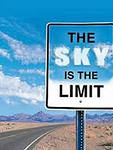 THE
SKY
IS THE
LIMIT